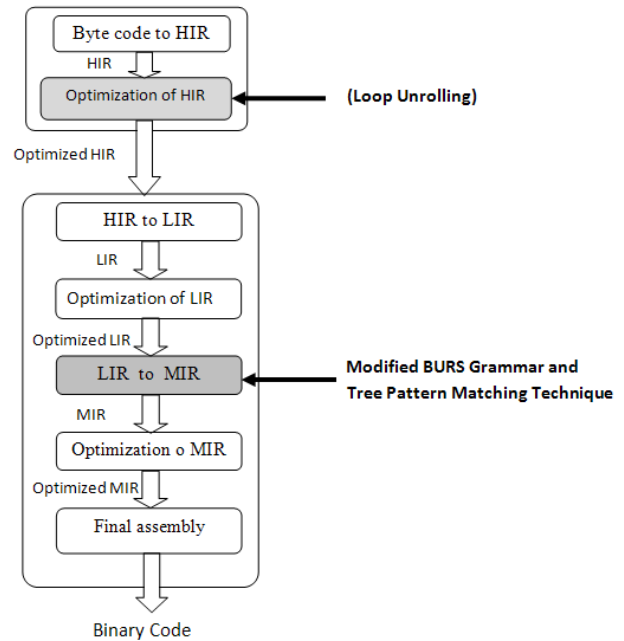 Byte code to HIR
HIR
Optimization of HIR
(Loop Unrolling)
Optimized HIR
HIR to LIR
LIR
Optimization of LIR
Optimized LIR
LIR to MIR
Modified BURS Grammar and
Tree Pattern Matching Technique
MIR
Optimization o MIR
Optimized MIR
Final assembly
Binary Code